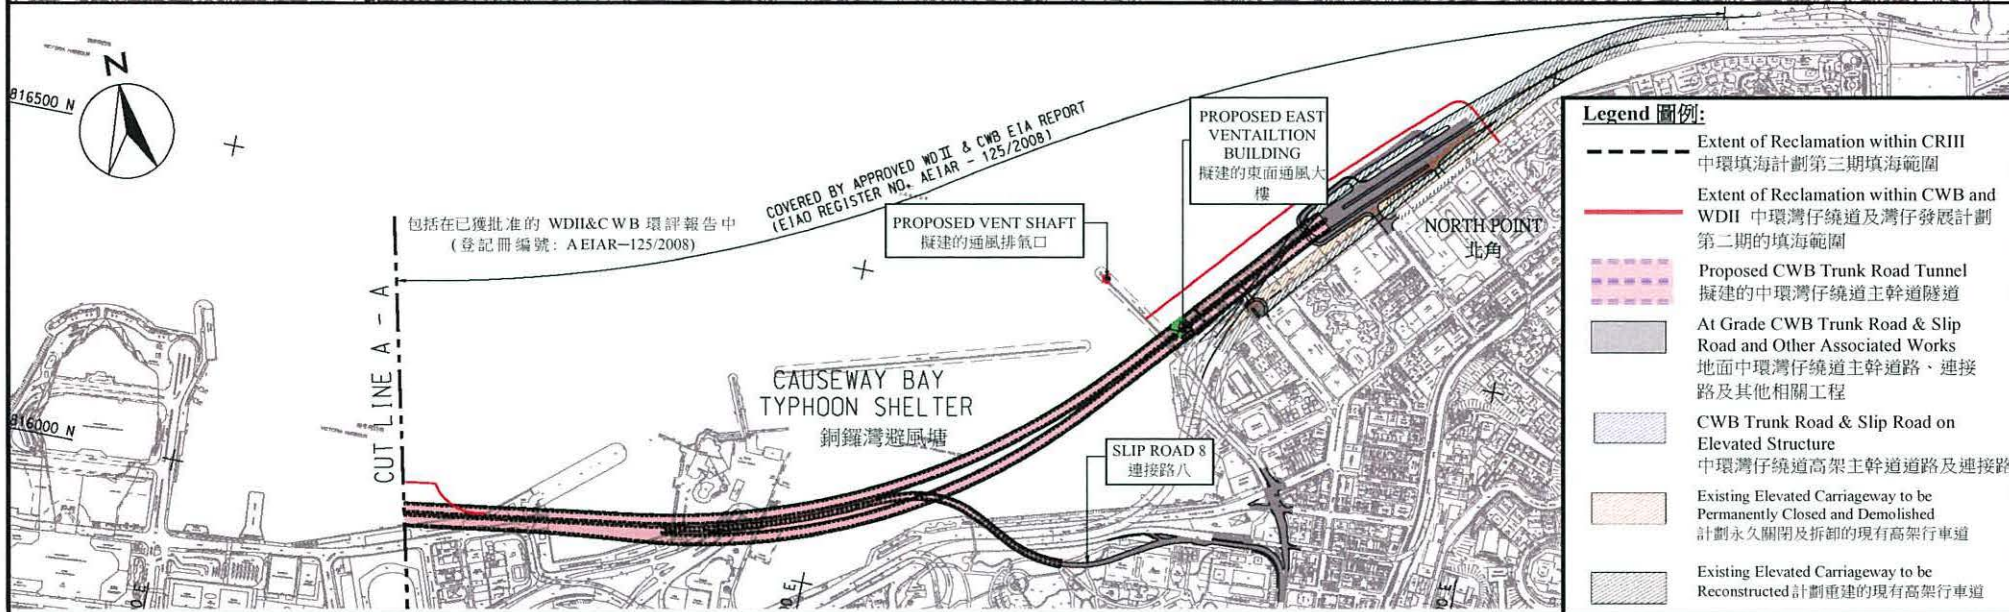 N
816500 N
816000 N
CUT LINE A - A
包括在已獲批准的 WDII&CWB 環評報告中
(登記冊編號: AEIAR-125/2008)
COVERED BY APPROVED WDII & CWB EIA REPORT
(EIAO REGISTER NO. AEIAR - 125/2008)
PROPOSED VENT SHAFT
擬建的通風排氣口
PROPOSED EAST
VENTAILTION
BUILDING
擬建的東面通風大
樓
NORTH POINT
北角
CAUSEWAY BAY
TYPHOON SHELTER
銅鑼灣避風塘
SLIP ROAD 8
連接路八
Legend 圖例:
Extent of Reclamation within CRIII
中環填海計劃第三期填海範圍
Extent of Reclamation within CWB and
WDII 中環灣仔繞道及灣仔發展計劃
第二期的填海範圍
Proposed CWB Trunk Road Tunnel
擬建的中環灣仔繞道主幹道隧道
At Grade CWB Trunk Road & Slip
Road and Other Associated Works
地面中環灣仔繞道主幹道路、連接
路及其他相關工程
CWB Trunk Road & Slip Road on
Elevated Structure
中環灣仔繞道高架主幹道道路及連接路
Existing Elevated Carriageway to be
Permanently Closed and Demolished
計劃永久關閉及拆卸的現有高架行車道
Existing Elevated Carriageway to be
Reconstructed 計劃重建的現有高架行車道